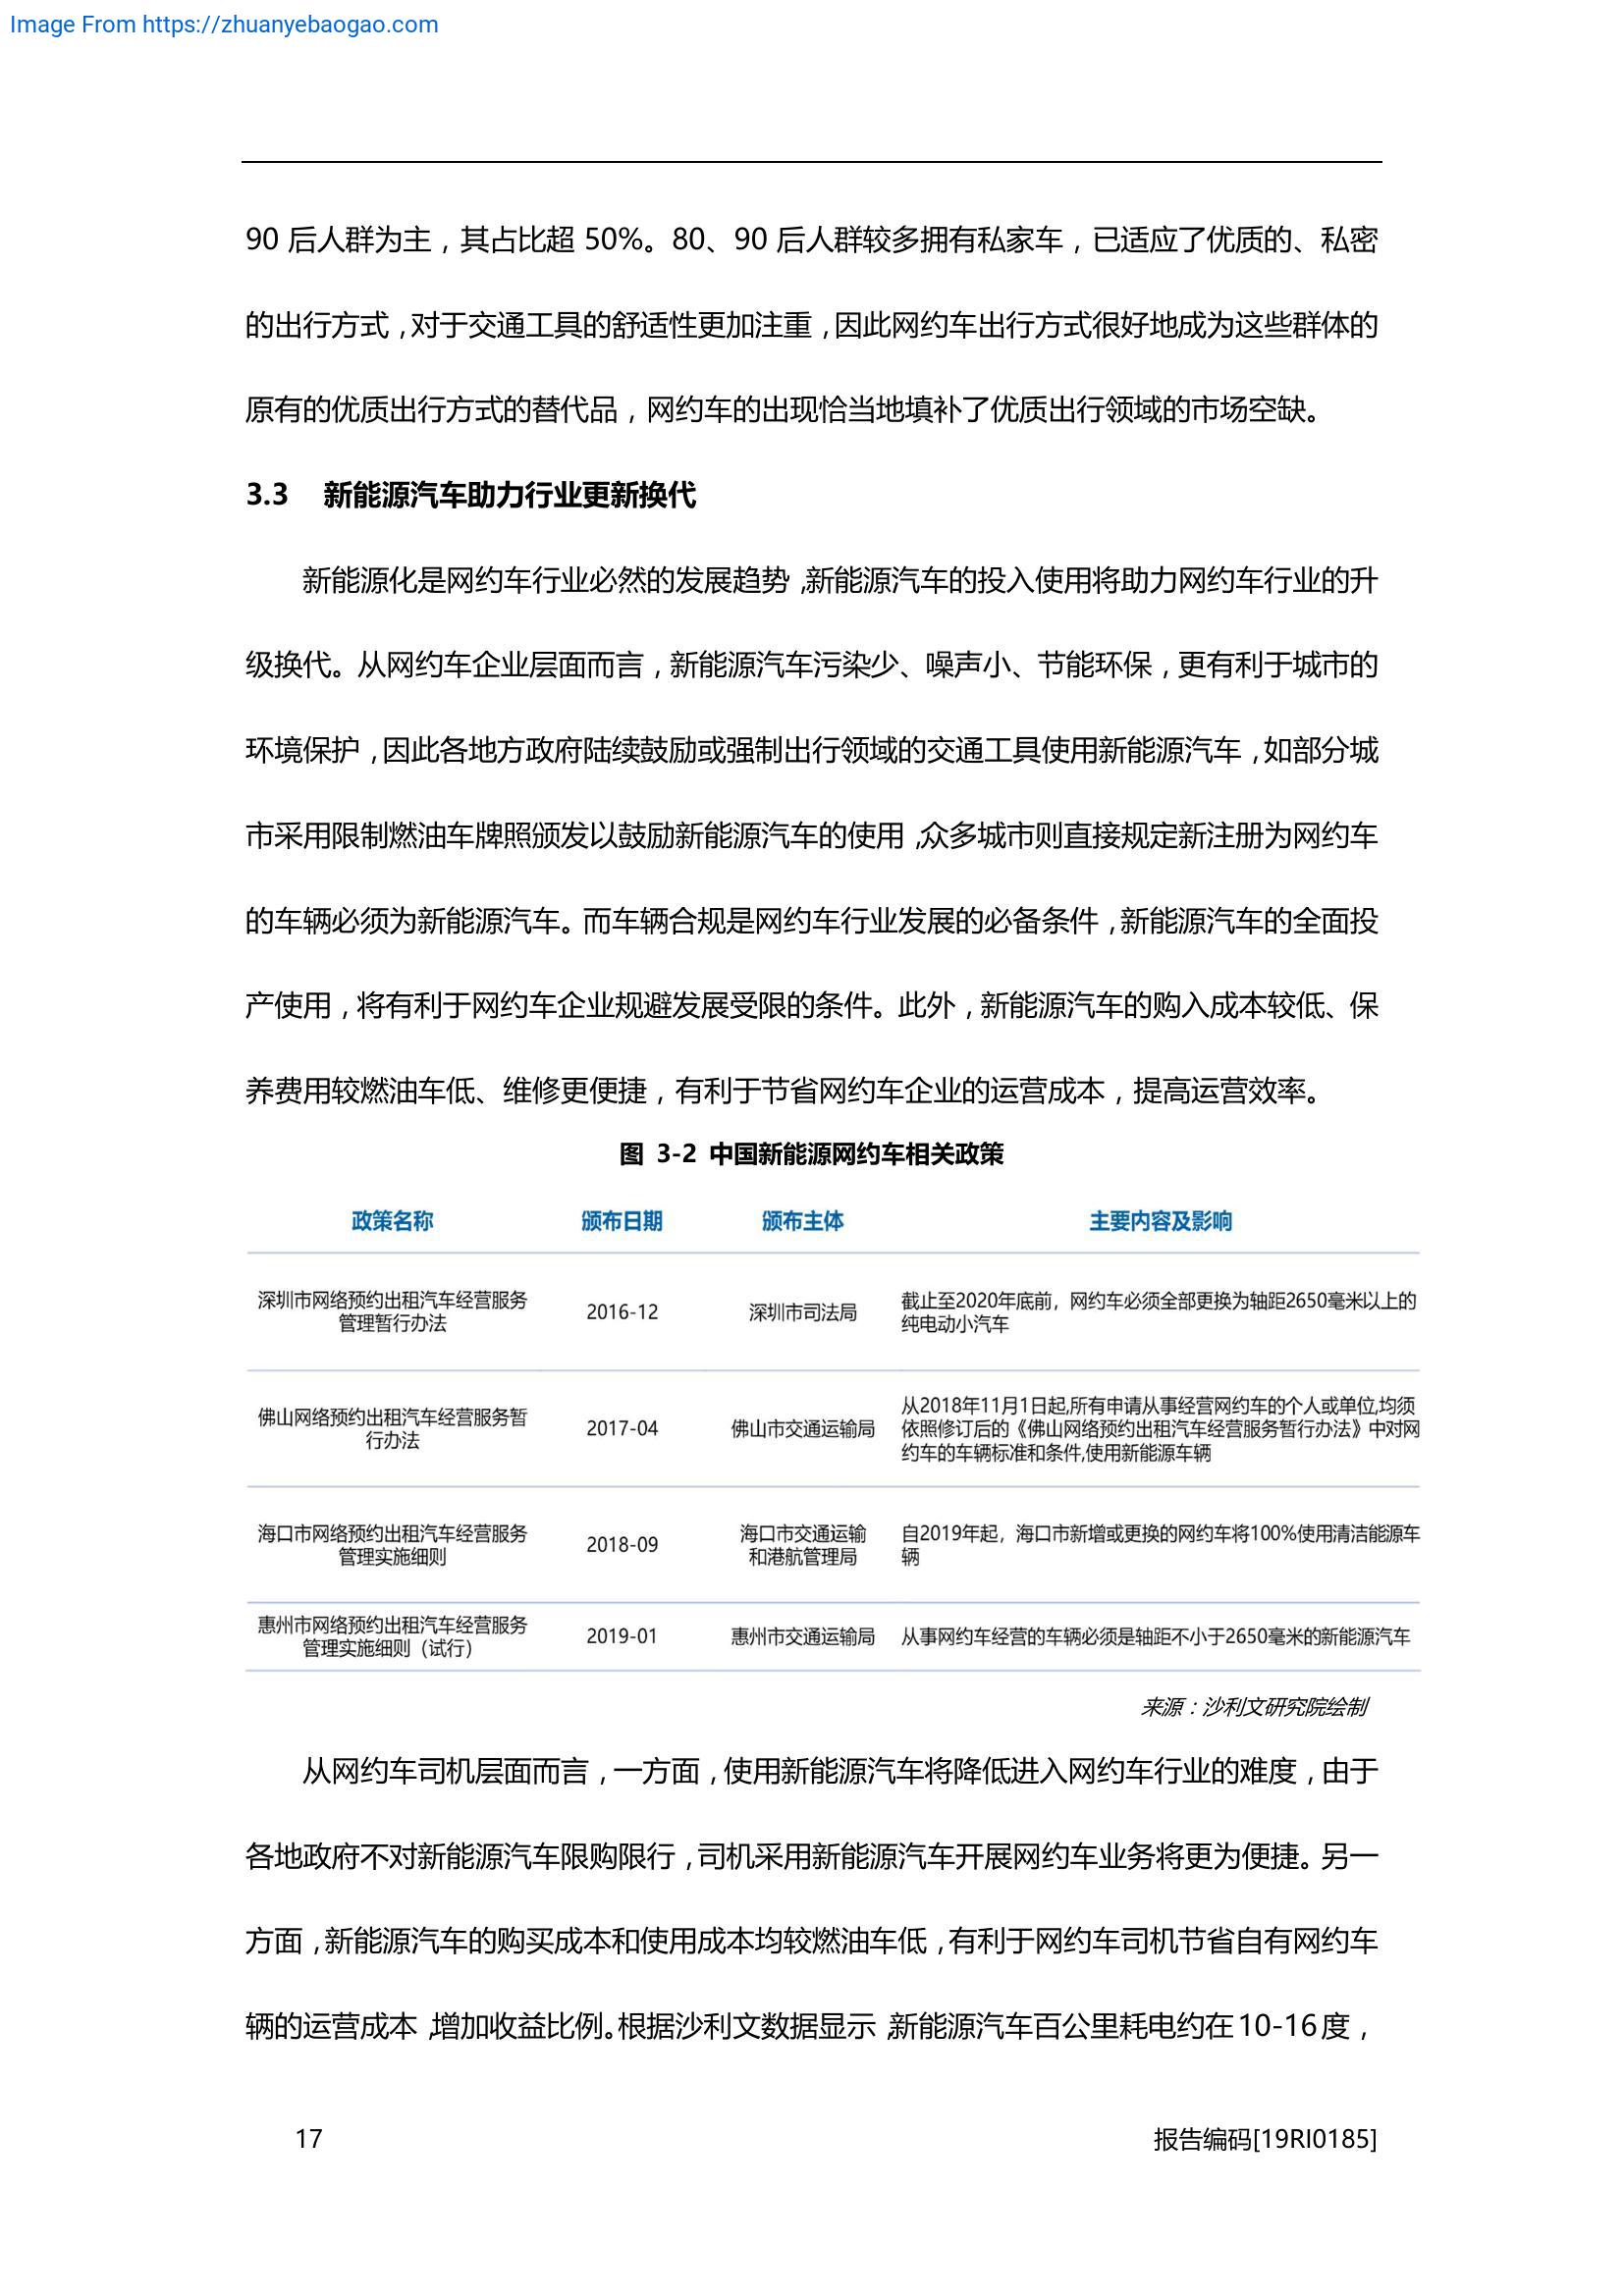 Image From https://zhuanyebaogao.com
90 后人群为主，其占比超 50%。80、90 后人群较多拥有私家车，已适应了优质的、私密
的出行方式，对于交通工具的舒适性更加注重，因此网约车出行方式很好地成为这些群体的
原有的优质出行方式的替代品，网约车的出现恰当地填补了优质出行领域的市场空缺。
3.3 新能源汽车助力行业更新换代
新能源化是网约车行业必然的发展趋势，新能源汽车的投入使用将助力网约车行业的升
级换代。从网约车企业层面而言，新能源汽车污染少、噪声小、节能环保，更有利于城市的
环境保护，因此各地方政府陆续鼓励或强制出行领域的交通工具使用新能源汽车，如部分城
市采用限制燃油车牌照颁发以鼓励新能源汽车的使用，众多城市则直接规定新注册为网约车
的车辆必须为新能源汽车。而车辆合规是网约车行业发展的必备条件，新能源汽车的全面投
产使用，将有利于网约车企业规避发展受限的条件。此外，新能源汽车的购入成本较低、保
养费用较燃油车低、维修更便捷，有利于节省网约车企业的运营成本，提高运营效率。
图 3-2 中国新能源网约车相关政策
政策名称 颁布日期 颁布主体 主要内容及影响
深圳市网络预约出租汽车经营服务
管理暂行办法
2016-12
深圳市司法局
截止至2020年底前，网约车必须全部更换为轴距2650毫米以上的
纯电动小汽车
佛山网络预约出租汽车经营服务暂
行办法
2017-04
佛山市交通运输局
从2018年11月1日起,所有申请从事经营网约车的个人或单位,均须
依照修订后的《佛山网络预约出租汽车经营服务暂行办法》中对网
约车的车辆标准和条件,使用新能源车辆
海口市网络预约出租汽车经营服务
管理实施细则
2018-09
海口市交通运输
和港航管理局
自2019年起，海口市新增或更换的网约车将100%使用清洁能源车
辆
惠州市网络预约出租汽车经营服务
管理实施细则（试行）
2019-01
惠州市交通运输局
从事网约车经营的车辆必须是轴距不小于2650毫米的新能源汽车
来源：沙利文研究院绘制
从网约车司机层面而言，一方面，使用新能源汽车将降低进入网约车行业的难度，由于
各地政府不对新能源汽车限购限行，司机采用新能源汽车开展网约车业务将更为便捷。另一
方面，新能源汽车的购买成本和使用成本均较燃油车低，有利于网约车司机节省自有网约车
辆的运营成本，增加收益比例。根据沙利文数据显示，新能源汽车百公里耗电约在10-16度，
17
报告编码[19RI0185]